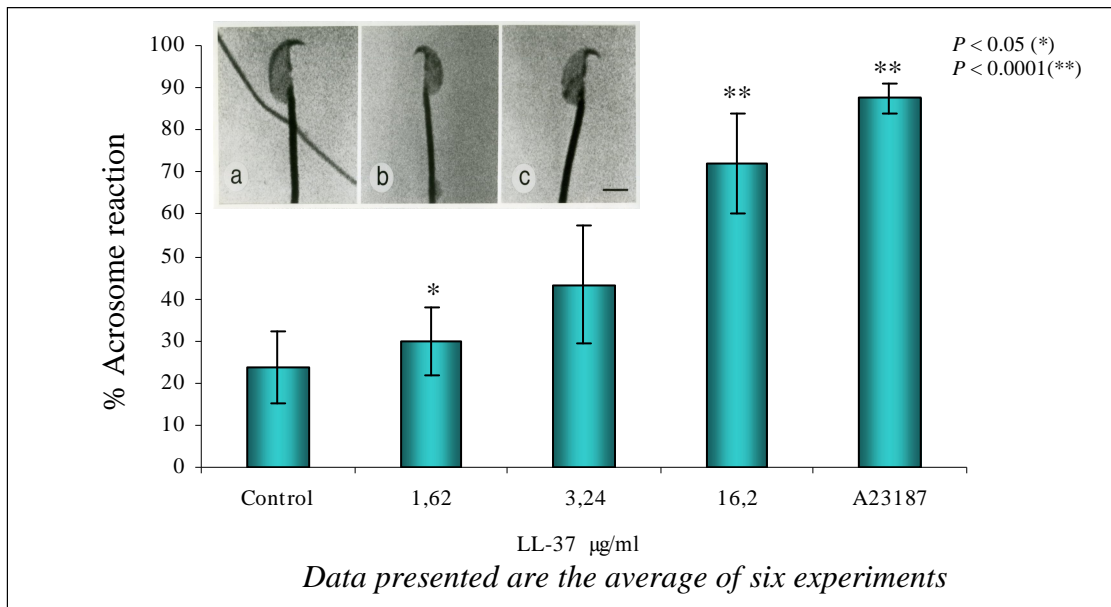 P < 0.05 (*)
P < 0.0001(**)
% Acrosome reaction
100
90
80
70
60
50
40
30
20
10
0
a
b
c
*
**
**
Control
1,62
3,24
16,2
A23187
LL-37 µg/ml
Data presented are the average of six experiments